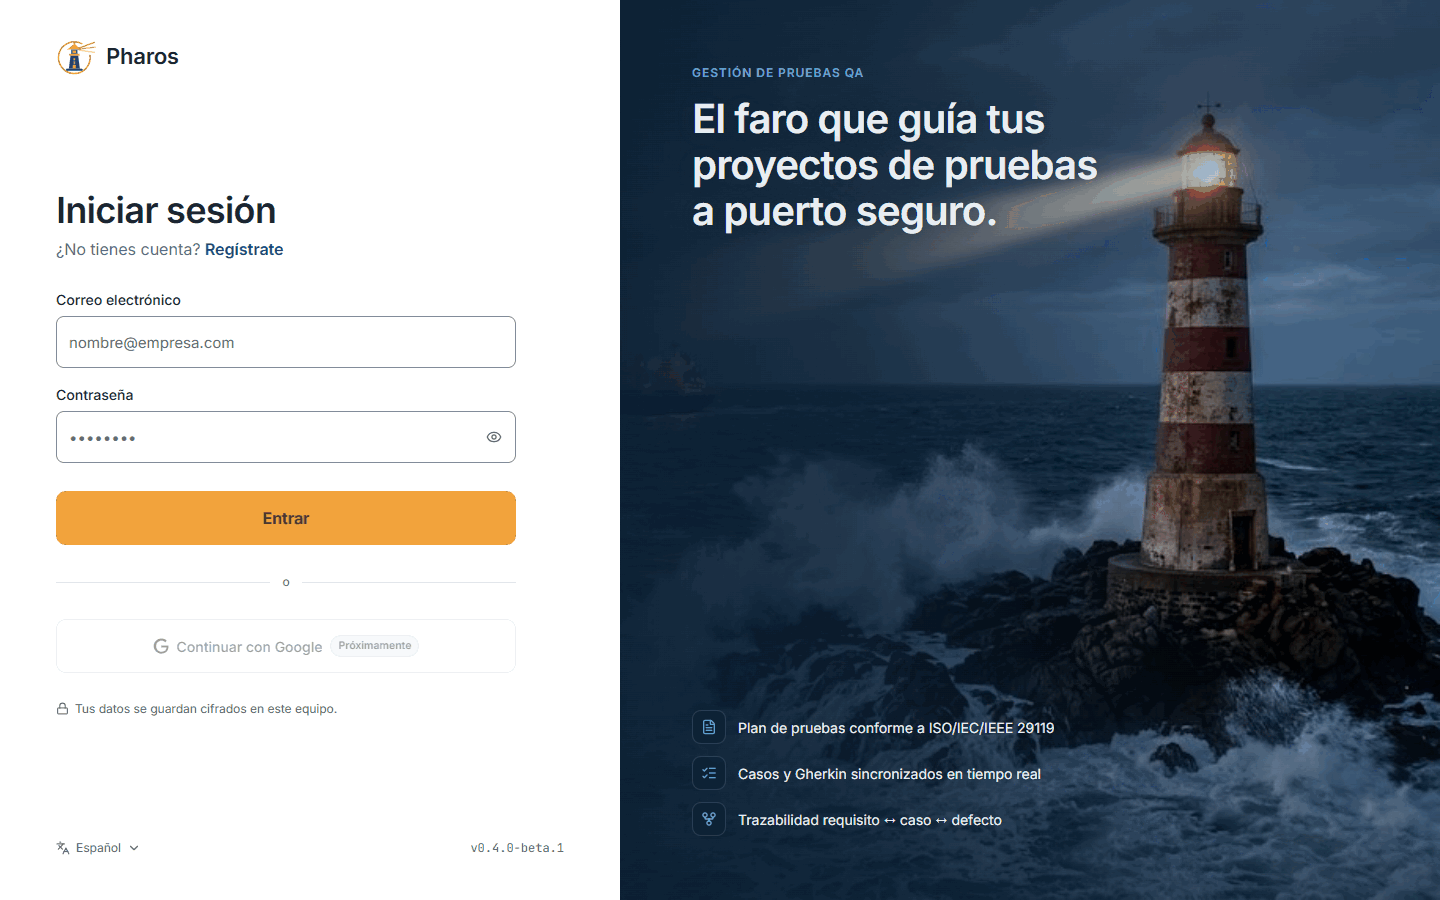 Pharos
Iniciar sesión
¿No tienes cuenta? Regístrate
Correo electrónico
nombre@empresa.com
Contraseña
Entrar
o
Continuar con Google Próximamente
Tus datos se guardan cifrados en este equipo.
Español
v0.4.0-beta.1
GESTIÓN DE PRUEBAS QA
El faro que guía tus
proyectos de pruebas
a puerto seguro.
Plan de pruebas conforme a ISO/IEC/IEEE 29119
Casos y Gherkin sincronizados en tiempo real
Trazabilidad requisito ↔ caso ↔ defecto